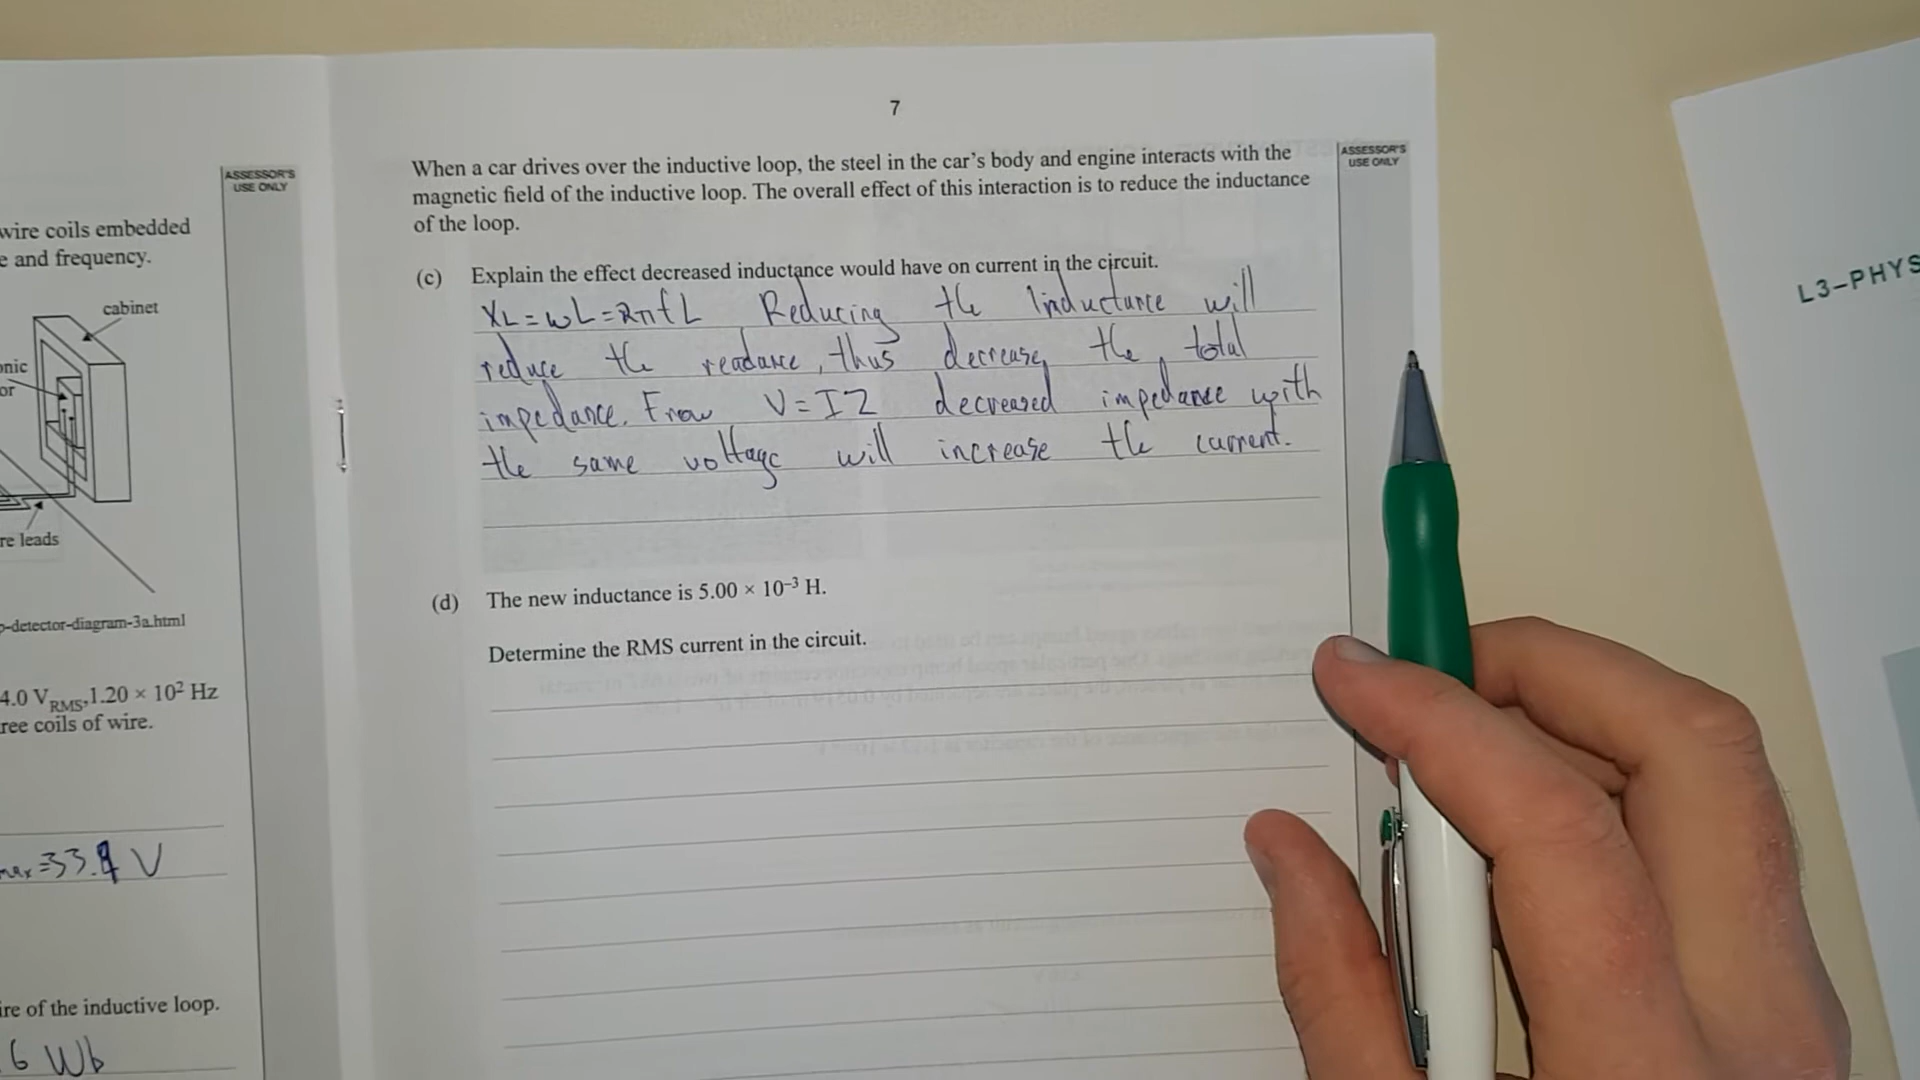 ASSESSOR'S
USE ONLY
wire coils embedded
e and frequency.
cabinet
onic
or
re leads
p-detector-diagram-3a.html
4.0 VRMS, 1.20 × 10² Hz
ree coils of wire.
max = 33.9 V
ire of the inductive loop.
6 Wb
7
ASSESSOR'S
USE ONLY
When a car drives over the inductive loop, the steel in the car's body and engine interacts with the
magnetic field of the inductive loop. The overall effect of this interaction is to reduce the inductance
of the loop.
(c) Explain the effect decreased inductance would have on current in the circuit.
XL = ωL = 2πfL Reducing the inductance will
reduce the reactance, thus decrease the total
impedance. From V = IZ decreased impedance with
the same voltage will increase the current.
(d) The new inductance is 5.00 × 10⁻³ H.
Determine the RMS current in the circuit.
L3-PHYS